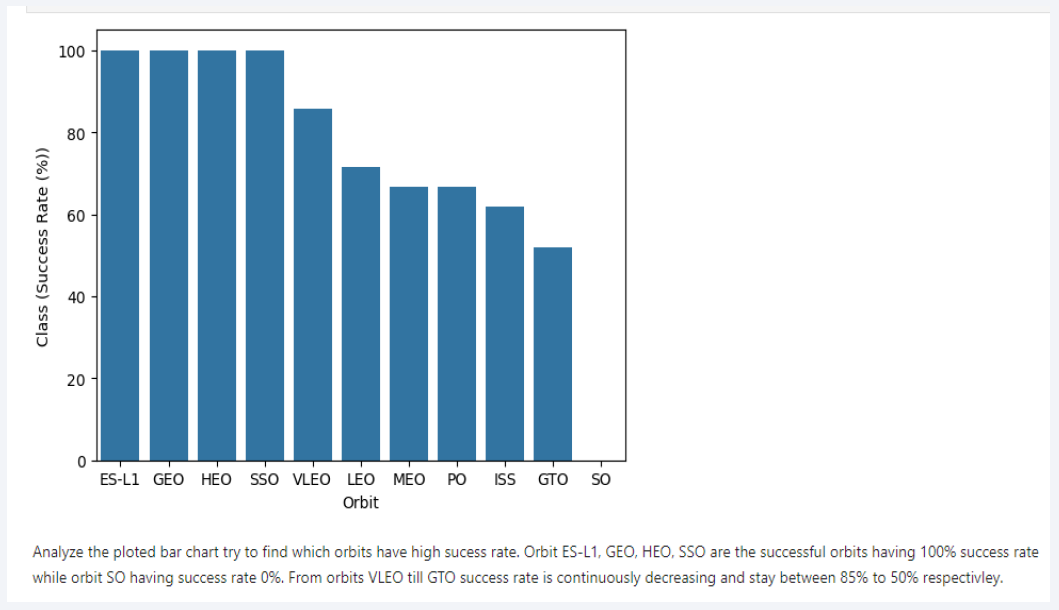 100
80
60
40
20
0
Class (Success Rate (%))
ES-L1 GEO HEO SSO VLEO LEO MEO PO ISS GTO SO
Orbit
Analyze the ploted bar chart try to find which orbits have high sucess rate. Orbit ES-L1, GEO, HEO, SSO are the successful orbits having 100% success rate
while orbit SO having success rate 0%. From orbits VLEO till GTO success rate is continuously decreasing and stay between 85% to 50% respectivley.